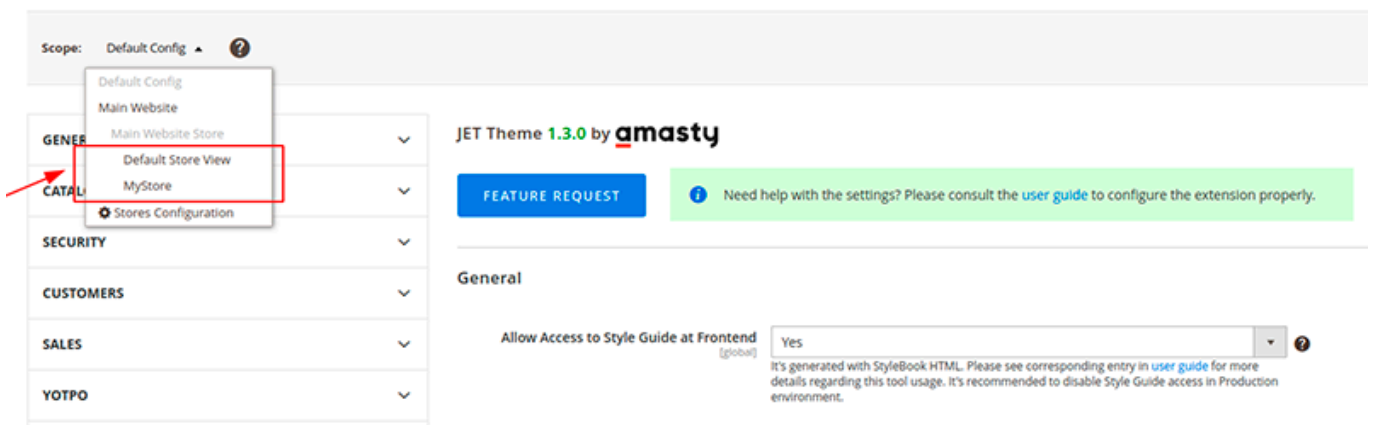 Scope: Default Config
Default Config
Main Website
Main Website Store
Default Store View
MyStore
Stores Configuration
GENER
CATAL
SECURITY
CUSTOMERS
SALES
YOTPO
JET Theme 1.3.0 by amasty
FEATURE REQUEST
Need help with the settings? Please consult the user guide to configure the extension properly.
General
Allow Access to Style Guide at Frontend
[global]
Yes
It's generated with StyleBook HTML. Please see corresponding entry in user guide for more
details regarding this tool usage. It's recommended to disable Style Guide access in Production
environment.